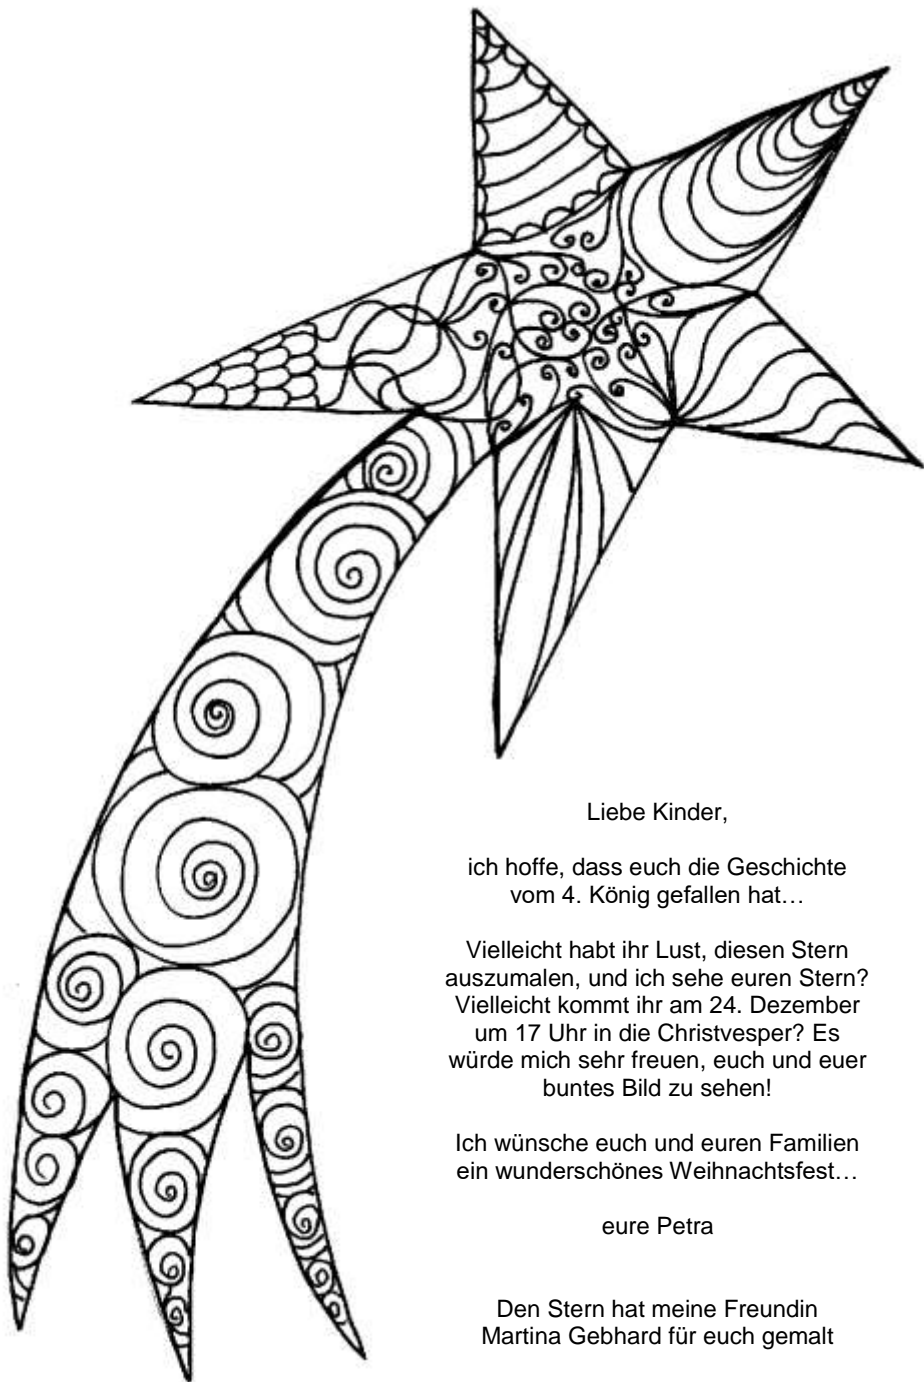 Liebe Kinder,
ich hoffe, dass euch die Geschichte
vom 4. König gefallen hat…
Vielleicht habt ihr Lust, diesen Stern
auszumalen, und ich sehe euren Stern?
Vielleicht kommt ihr am 24. Dezember
um 17 Uhr in die Christvesper? Es
würde mich sehr freuen, euch und euer
buntes Bild zu sehen!
Ich wünsche euch und euren Familien
ein wunderschönes Weihnachtsfest…
eure Petra
Den Stern hat meine Freundin
Martina Gebhard für euch gemalt